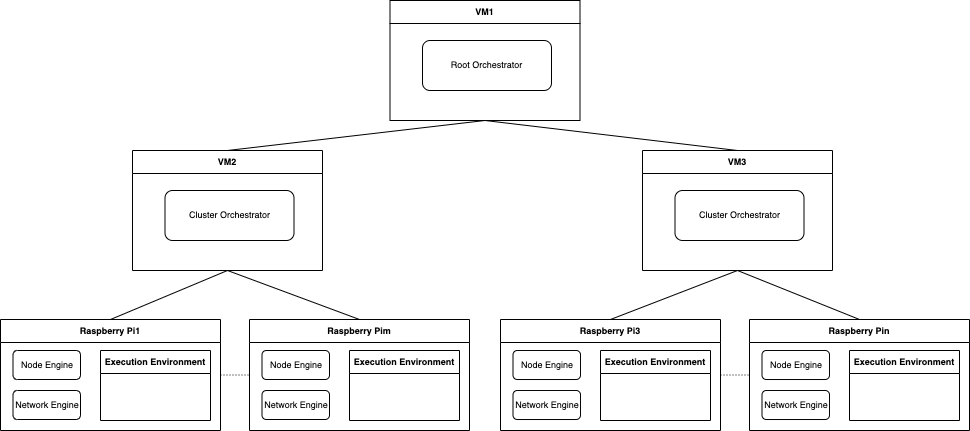 VM1
Root Orchestrator
VM2
VM3
Cluster Orchestrator
Cluster Orchestrator
Raspberry Pi1
Raspberry Pim
Raspberry Pi3
Raspberry Pin
Node Engine
Execution Environment
Node Engine
Execution Environment
Node Engine
Execution Environment
Node Engine
Execution Environment
Network Engine
Network Engine
Network Engine
Network Engine